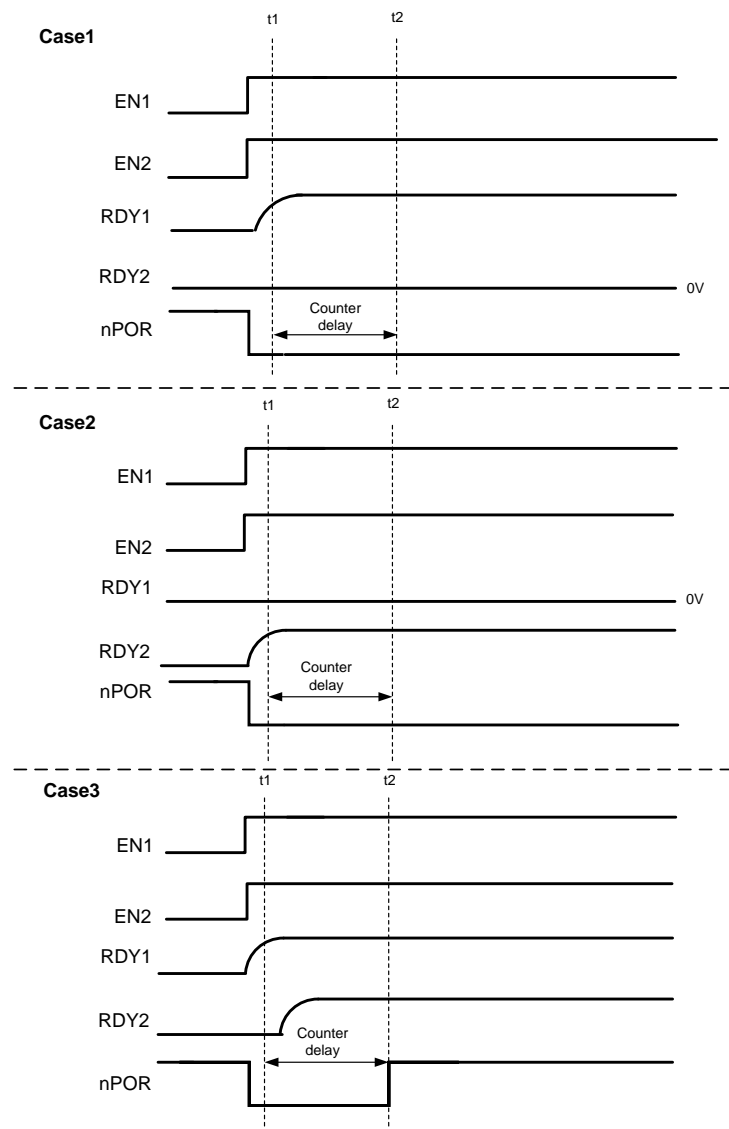 t1 t2
Case1
EN1
EN2
RDY1
RDY2
0V
Counter
delay
nPOR
t1 t2
Case2
EN1
EN2
RDY1
0V
RDY2
Counter
delay
nPOR
t1 t2
Case3
EN1
EN2
RDY1
RDY2
Counter
delay
nPOR